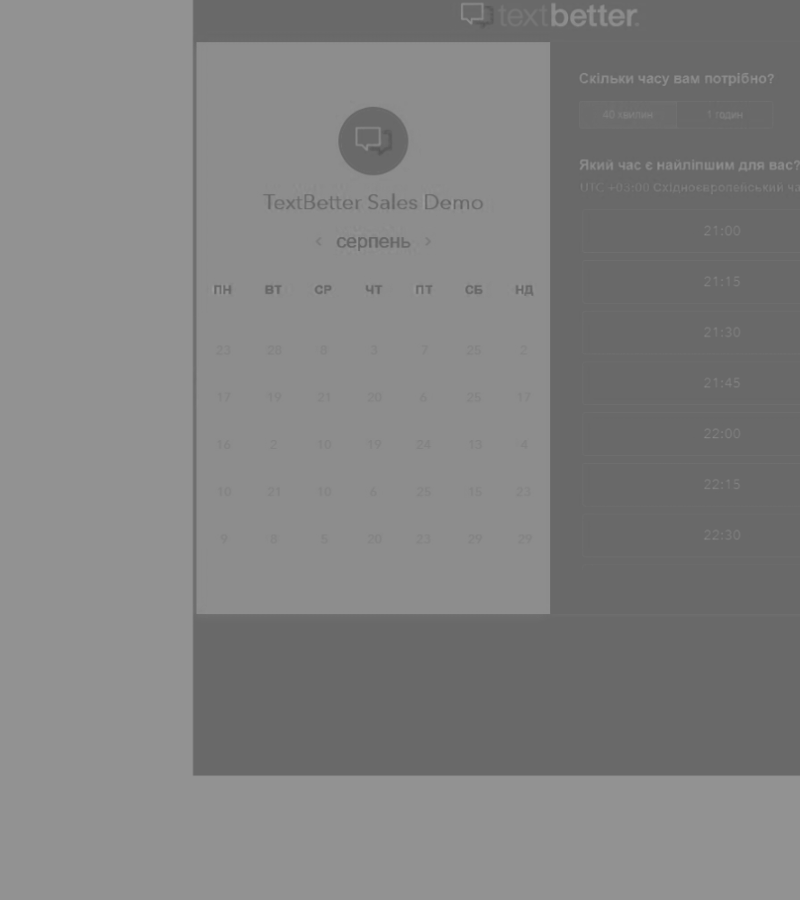 textbetter.
TextBetter Sales Demo
< серпень >
ПН ВТ СР ЧТ ПТ СБ НД
23 28 8 3 7 25 2
17 19 21 20 6 25 17
16 2 10 19 24 13 4
10 21 10 6 25 15 23
9 8 5 20 23 29 29
Скільки часу вам потрібно?
40 хвилин 1 годин
Який час є найліпшим для вас?
UTC +03:00 Східноєвропейський
21:00
21:15
21:30
21:45
22:00
22:15
22:30